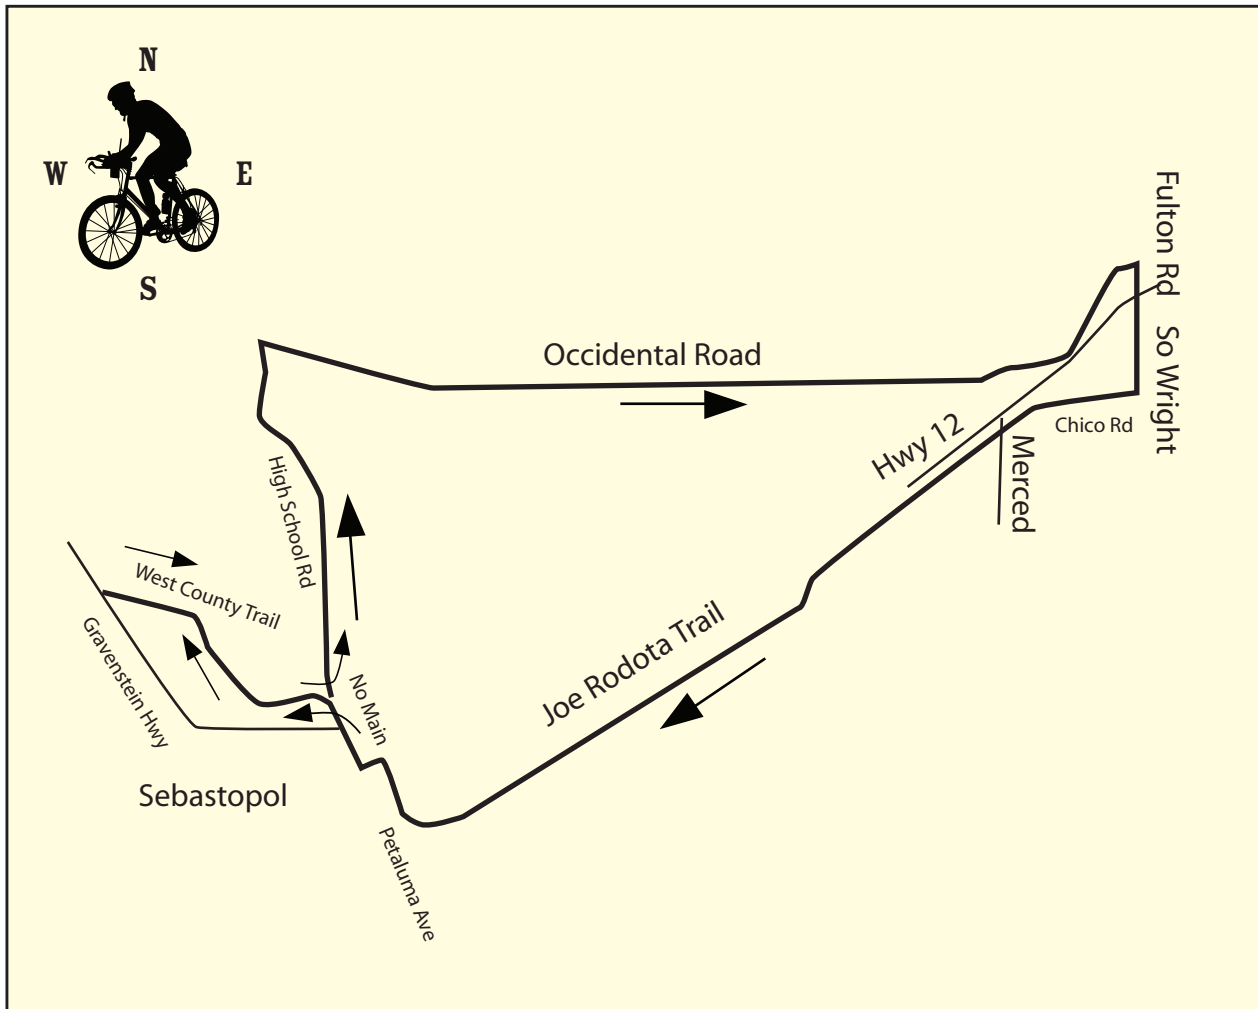 N
W
E
S
Fulton Rd
Occidental Road
So Wright
Hwy 12
Chico Rd
Merced
High School Rd
West County Trail
Gravenstein Hwy
No Main
Joe Rodota Trail
Sebastopol
Petaluma Ave